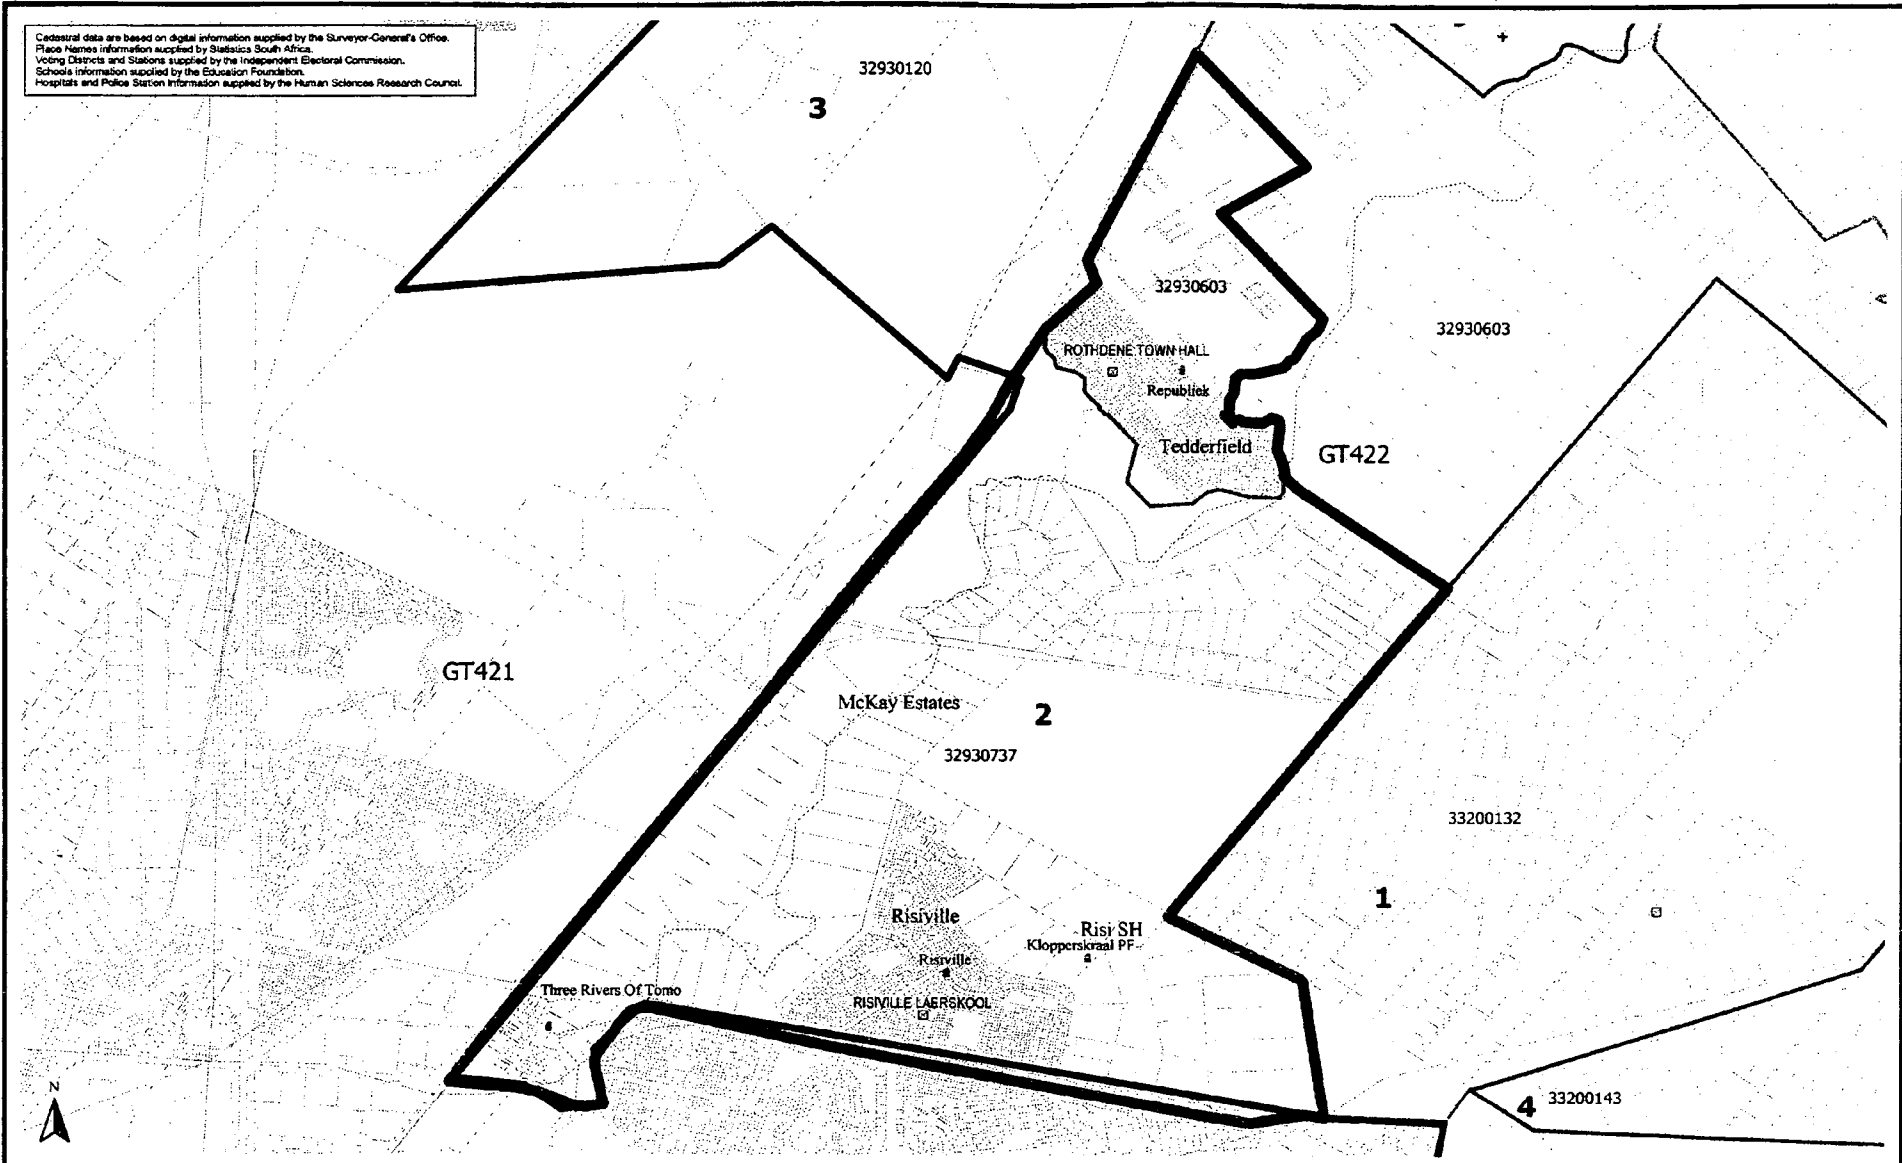 Cadastral data are based on digital information supplied by the Surveyor-General's Office.
Place Names information supplied by Statistics South Africa.
Voting Districts and Stations supplied by the Independent Electoral Commission.
Schools information supplied by the Education Foundation.
Hospitals and Police Station Information supplied by the Human Sciences Research Council.
32930120
3
32930603
32930603
ROTHDENE TOWN HALL
Republiek
Tedderfield
GT422
GT421
McKay Estates
2
32930737
33200132
1
Risiville
Risi SH
Klopperskraal PF
Risiville
Three Rivers Of Tomo
RISIVILLE LAERSKOOL
N
4
33200143